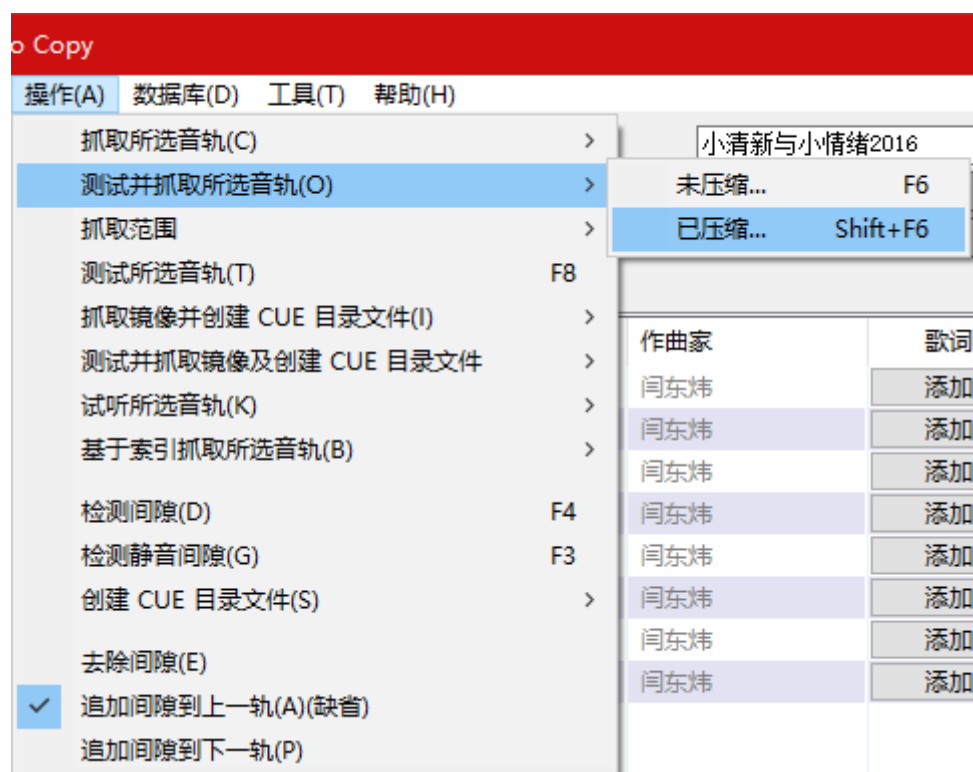 o Copy
操作(A) 数据库(D) 工具(T) 帮助(H)
抓取所选音轨(C) >
小清新与小情绪2016
测试并抓取所选音轨(O) >
未压缩... F6
抓取范围 >
已压缩... Shift+F6
测试所选音轨(T) F8
抓取镜像并创建 CUE 目录文件(I) >
作曲家 歌词
测试并抓取镜像及创建 CUE 目录文件 >
闫东炜 添加
试听所选音轨(K) >
闫东炜 添加
基于索引抓取所选音轨(B) >
闫东炜 添加
检测间隙(D) F4
闫东炜 添加
检测静音间隙(G) F3
闫东炜 添加
创建 CUE 目录文件(S) >
闫东炜 添加
闫东炜 添加
去除间隙(E)
闫东炜 添加
追加间隙到上一轨(A)(缺省)
追加间隙到下一轨(P)